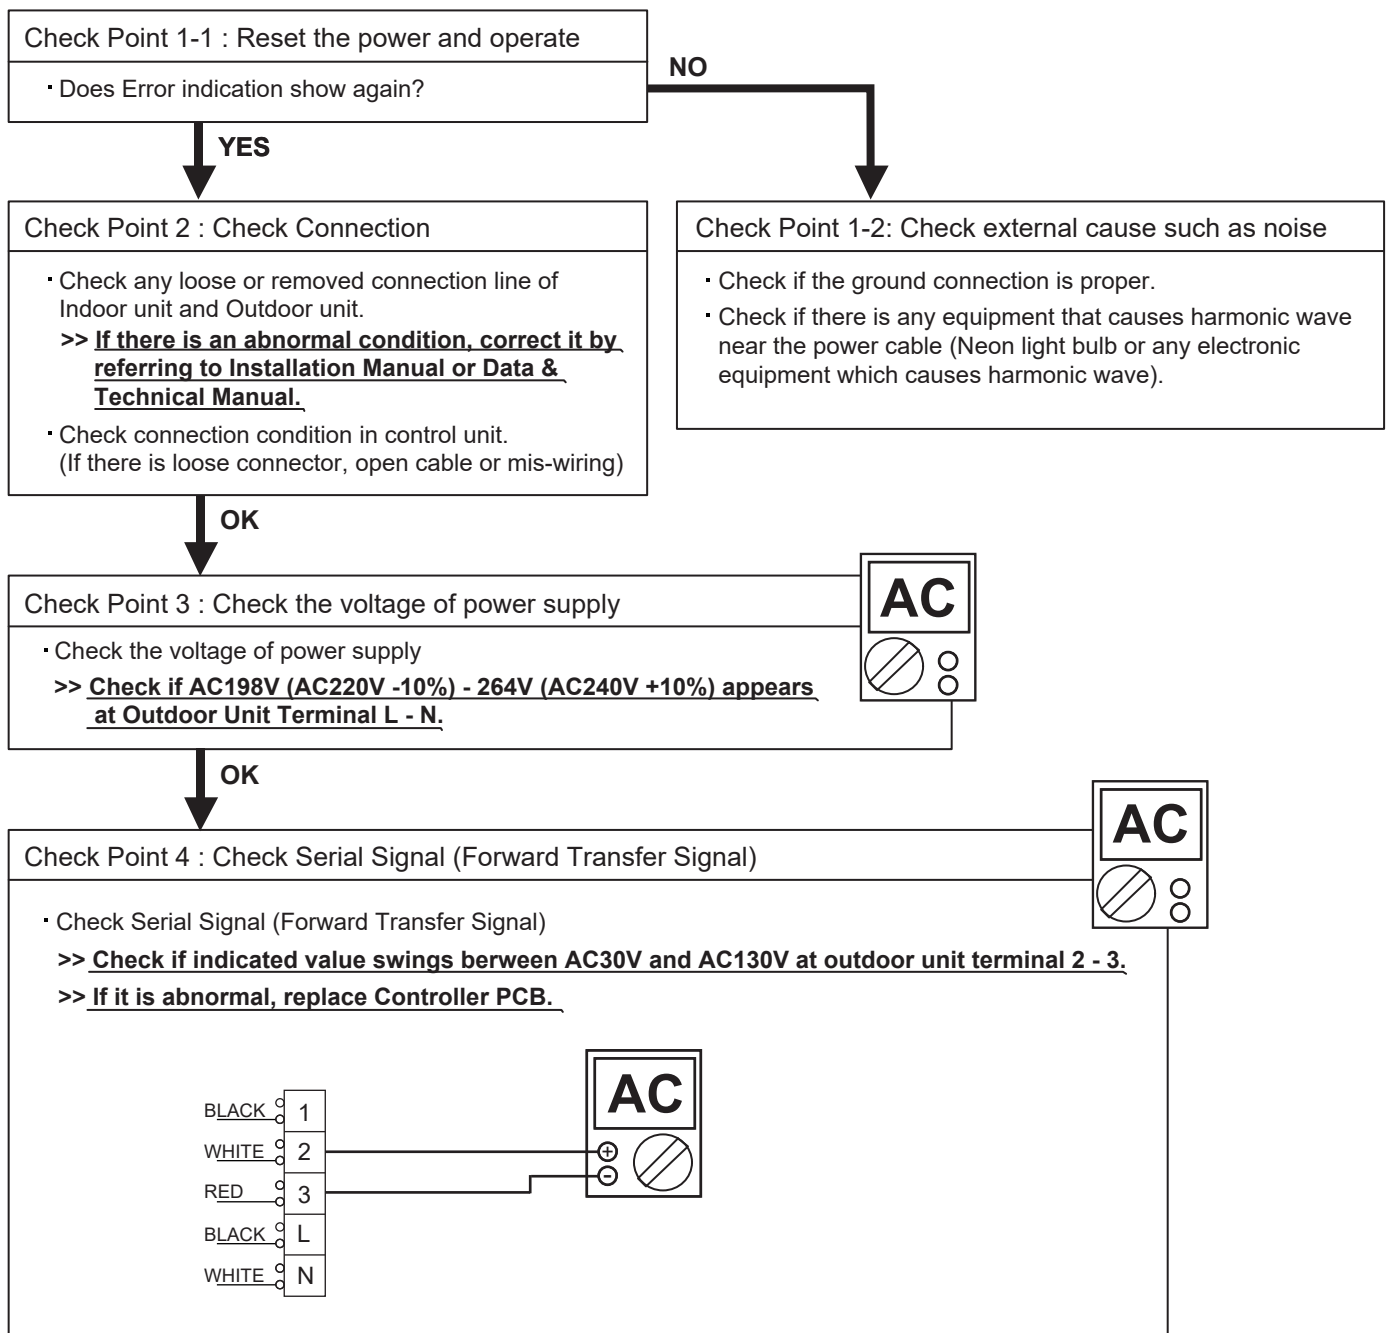 Check Point 1-1 : Reset the power and operate
· Does Error indication show again?
NO
YES
Check Point 2 : Check Connection
· Check any loose or removed connection line of
Indoor unit and Outdoor unit.
>> If there is an abnormal condition, correct it by
referring to Installation Manual or Data &
Technical Manual.
· Check connection condition in control unit.
(If there is loose connector, open cable or mis-wiring)
Check Point 1-2: Check external cause such as noise
· Check if the ground connection is proper.
· Check if there is any equipment that causes harmonic wave
near the power cable (Neon light bulb or any electronic
equipment which causes harmonic wave).
OK
Check Point 3 : Check the voltage of power supply
AC
· Check the voltage of power supply
>> Check if AC198V (AC220V -10%) - 264V (AC240V +10%) appears
at Outdoor Unit Terminal L - N.
OK
Check Point 4 : Check Serial Signal (Forward Transfer Signal)
AC
· Check Serial Signal (Forward Transfer Signal)
>> Check if indicated value swings berween AC30V and AC130V at outdoor unit terminal 2 - 3.
>> If it is abnormal, replace Controller PCB.
AC
BLACK 1
WHITE 2
+
RED 3
-
BLACK L
WHITE N